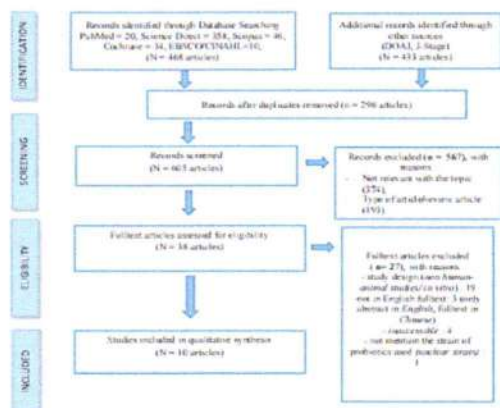 IDENTIFICATION
Records identified through Database Searching
PubMed = 20, Science Direct = 358, Scopus = 46,
Cochrane = 34, EBSCO/CINAHL=10,
(N = 468 articles)
Additional records identified through
other sources
(DOAJ, J-Stage)
(N = 433 articles)
Records after duplicates removed (n = 296 articles)
SCREENING
Records screened
(N = 605 articles)
Records excluded (n = 567), with
reasons
- Not relevant with the topic
(374)
- Type of article
article
(193)
ELIGIBILITY
Fulltext articles assessed for eligibility
(N = 38 articles)
Fulltext articles excluded
(n= 27), with reasons
- study design (non human-
animal studies/in vitro) : 19
- not in English fulltext : 3 (only
abstract in English, fulltext in
Chinese)
- : 4
- not mention the strain of
probiotics used
1
INCLUDED
Studies included in qualitative synthesis
(N = 10 articles)